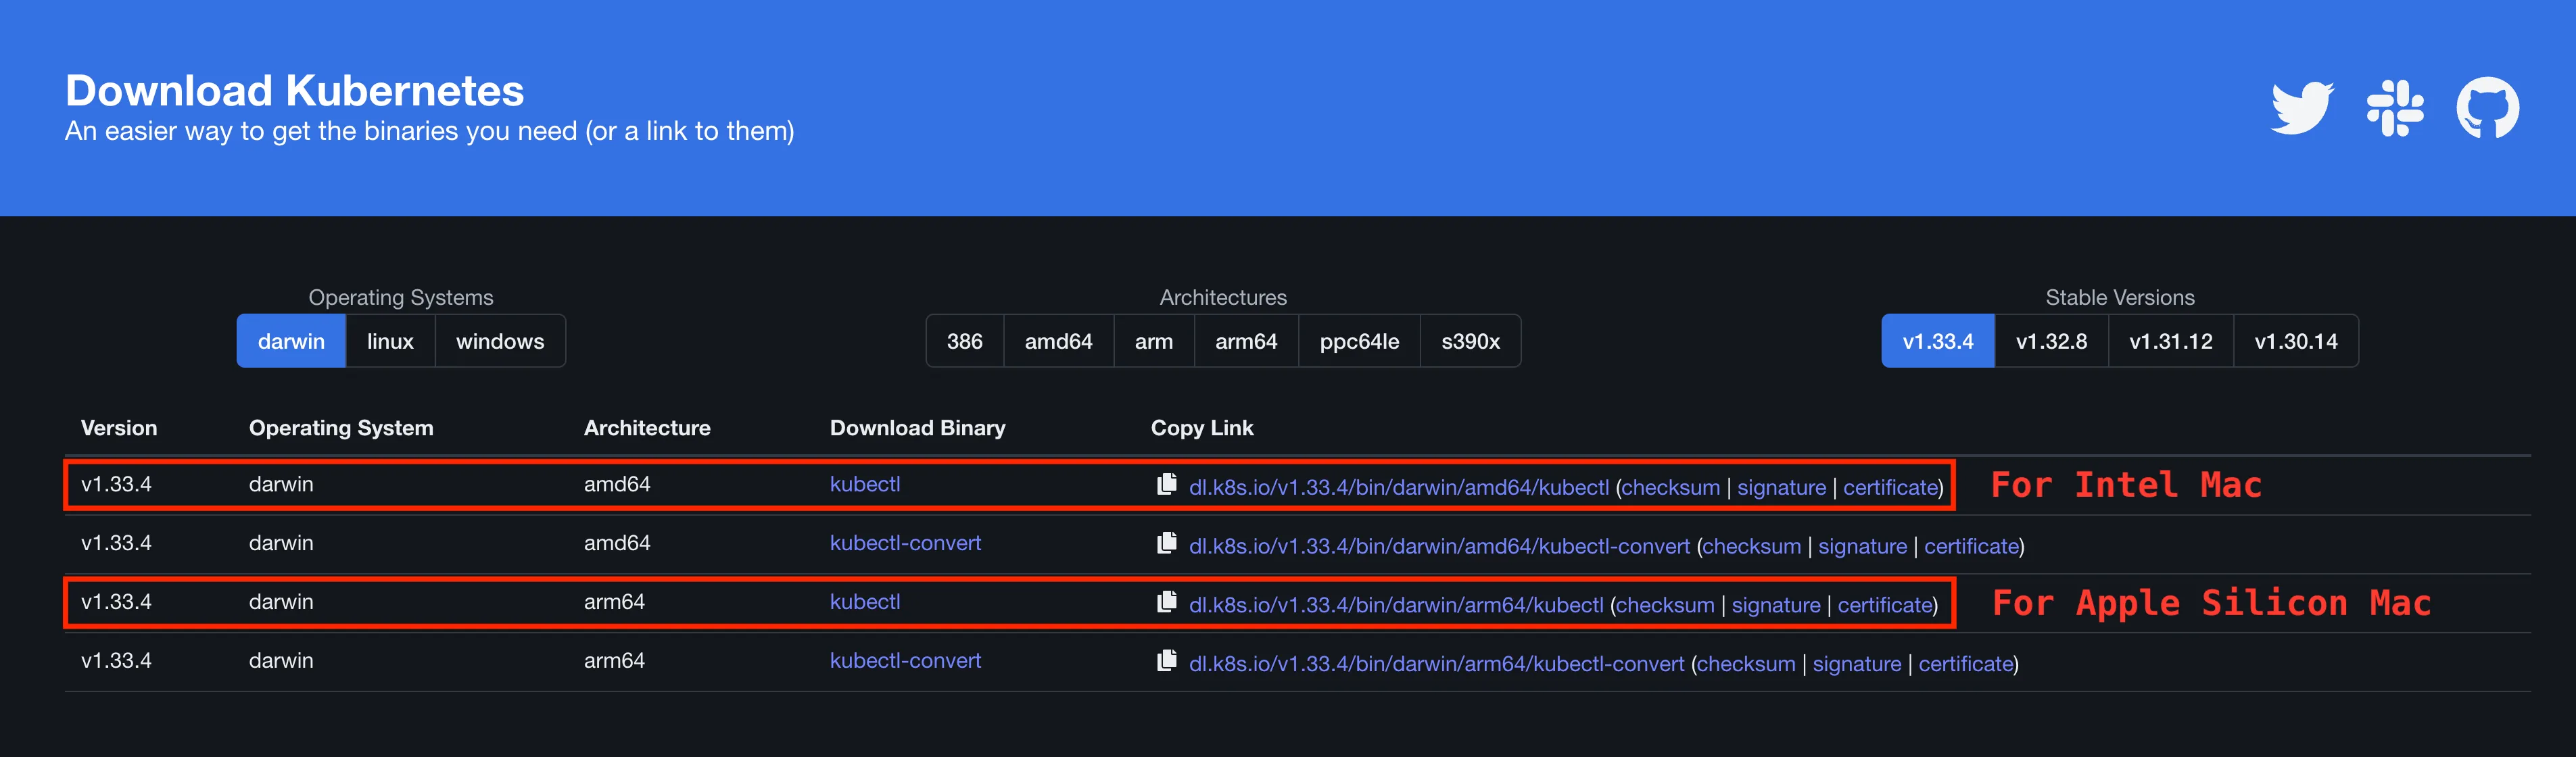 Download Kubernetes
An easier way to get the binaries you need (or a link to them)
Operating Systems
darwin linux windows
Architectures
386 amd64 arm arm64 ppc64le s390x
Stable Versions
v1.33.4 v1.32.8 v1.31.12 v1.30.14
Version Operating System Architecture Download Binary Copy Link
v1.33.4 darwin amd64 kubectl dl.k8s.io/v1.33.4/bin/darwin/amd64/kubectl (checksum | signature | certificate) For Intel Mac
v1.33.4 darwin amd64 kubectl-convert dl.k8s.io/v1.33.4/bin/darwin/amd64/kubectl-convert (checksum | signature | certificate)
v1.33.4 darwin arm64 kubectl dl.k8s.io/v1.33.4/bin/darwin/arm64/kubectl (checksum | signature | certificate) For Apple Silicon Mac
v1.33.4 darwin arm64 kubectl-convert dl.k8s.io/v1.33.4/bin/darwin/arm64/kubectl-convert (checksum | signature | certificate)